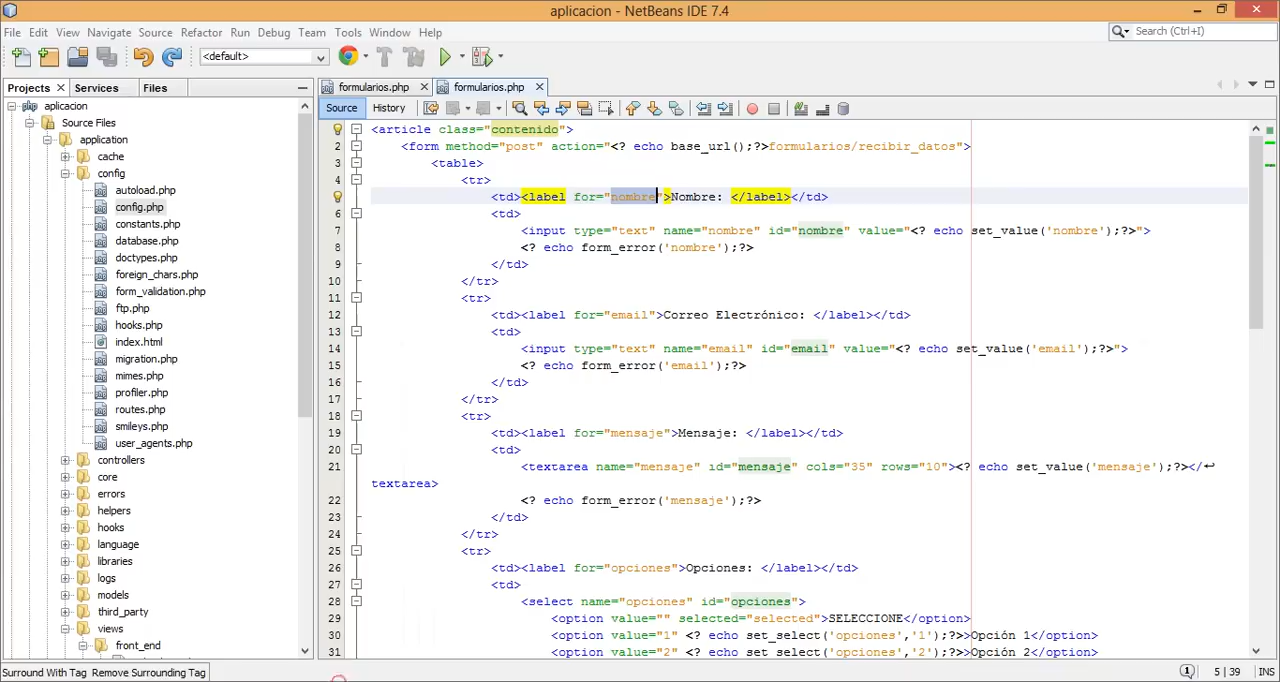 aplicacion - NetBeans IDE 7.4
File Edit View Navigate Source Refactor Run Debug Team Tools Window Help
Search (Ctrl+I)
<default>
Projects Services Files
formularios.php formularios.php
Source History
aplicacion
Source Files
application
cache
config
autoload.php
config.php
constants.php
database.php
doctypes.php
foreign_chars.php
form_validation.php
ftp.php
hooks.php
index.html
migration.php
mimes.php
profiler.php
routes.php
smileys.php
user_agents.php
controllers
core
errors
helpers
hooks
language
libraries
logs
models
third_party
views
front_end
1 <article class="contenido">
2 <form method="post" action="<? echo base_url();?>formularios/recibir_datos">
3 <table>
4 <tr>
5 <td><label for="nombre">Nombre: </label></td>
6 <td>
7 <input type="text" name="nombre" id="nombre" value="<? echo set_value('nombre');?>">
8 <? echo form_error('nombre');?>
9 </td>
10 </tr>
11 <tr>
12 <td><label for="email">Correo Electrónico: </label></td>
13 <td>
14 <input type="text" name="email" id="email" value="<? echo set_value('email');?>">
15 <? echo form_error('email');?>
16 </td>
17 </tr>
18 <tr>
19 <td><label for="mensaje">Mensaje: </label></td>
20 <td>
21 <textarea name="mensaje" id="mensaje" cols="35" rows="10"><? echo set_value('mensaje');?></
textarea>
22 <? echo form_error('mensaje');?>
23 </td>
24 </tr>
25 <tr>
26 <td><label for="opciones">Opciones: </label></td>
27 <td>
28 <select name="opciones" id="opciones">
29 <option value="" selected="selected">SELECCIONE</option>
30 <option value="1" <? echo set_select('opciones','1');?>>Opción 1</option>
31 <option value="2" <? echo set_select('opciones','2');?>>Opción 2</option>
Surround With Tag Remove Surrounding Tag
1 5 | 39 INS